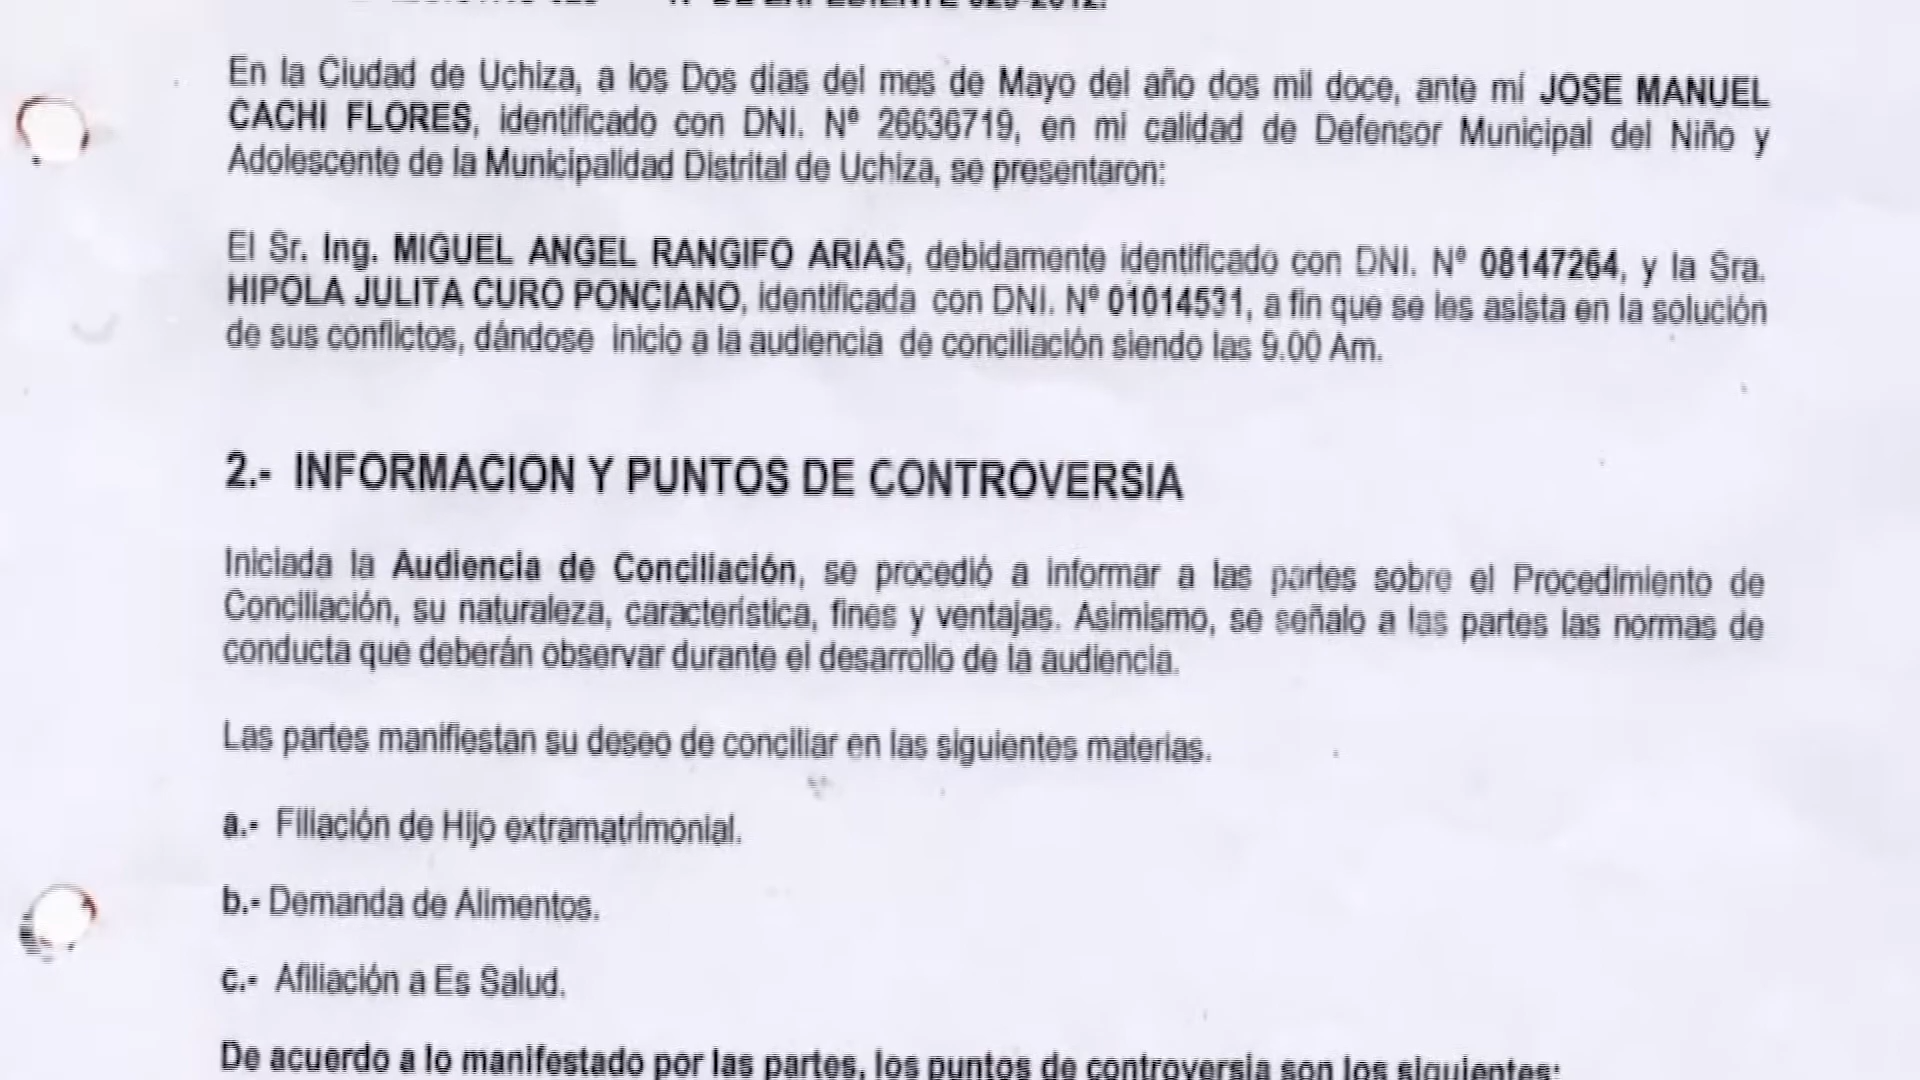 Nº DE EXPEDIENTE 025-2012.
En la Ciudad de Uchiza, a los Dos días del mes de Mayo del año dos mil doce, ante mí JOSE MANUEL
CACHI FLORES, identificado con DNI. Nº 26636719, en mi calidad de Defensor Municipal del Niño y
Adolescente de la Municipalidad Distrital de Uchiza, se presentaron:
El Sr. Ing. MIGUEL ANGEL RANGIFO ARIAS, debidamente identificado con DNI. Nº 08147264, y la Sra.
HIPOLA JULITA CURO PONCIANO, identificada con DNI. Nº 01014531, a fin que se les asista en la solución
de sus conflictos, dándose inicio a la audiencia de conciliación siendo las 9.00 Am.
2.- INFORMACION Y PUNTOS DE CONTROVERSIA
Iniciada la Audiencia de Conciliación, se procedió a informar a las partes sobre el Procedimiento de
Conciliación, su naturaleza, característica, fines y ventajas. Asimismo, se señalo a las partes las normas de
conducta que deberán observar durante el desarrollo de la audiencia.
Las partes manifiestan su deseo de conciliar en las siguientes materias.
a.- Filiación de Hijo extramatrimonial.
b.- Demanda de Alimentos.
c.- Afiliación a Es Salud.
De acuerdo a lo manifestado por las partes, los puntos de controversia son los siguientes: